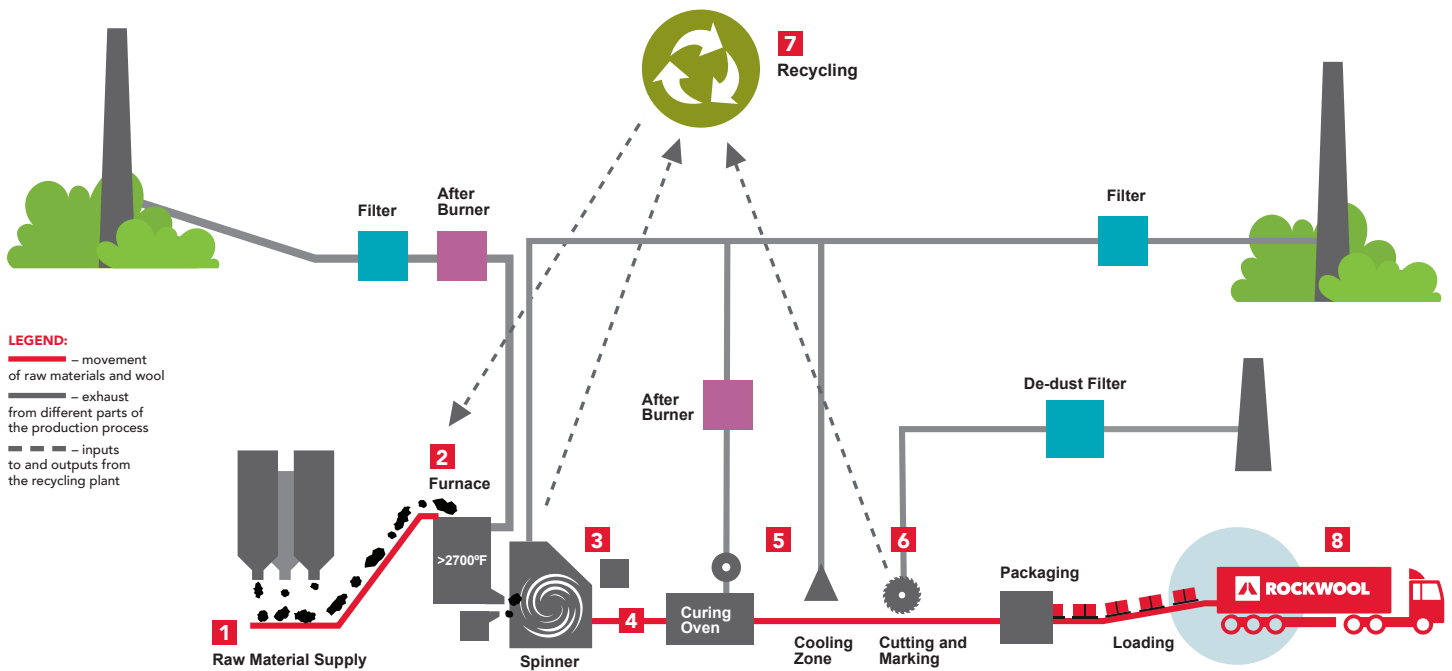 7
Recycling
After
Burner
Filter
Filter
LEGEND:
– movement
of raw materials and wool
– exhaust
from different parts of
the production process
– inputs
to and outputs from
the recycling plant
After
Burner
De-dust Filter
2
Furnace
>2700ºF
3
5
6
8
Packaging
ROCKWOOL
1
4
Curing
Oven
Raw Material Supply
Spinner
Cooling
Zone
Cutting and
Marking
Loading